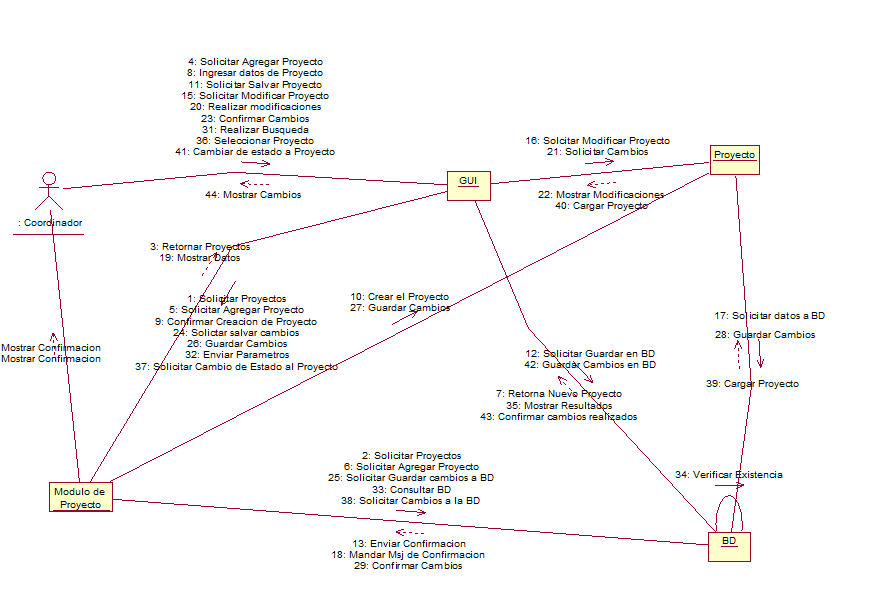 4: Solicitar Agregar Proyecto
8: Ingresar datos de Proyecto
11: Solicitar Salvar Proyecto
15: Solicitar Modificar Proyecto
20: Realizar modificaciones
23: Confirmar Cambios
31: Realizar Busqueda
36: Seleccionar Proyecto
41: Cambiar de estado a Proyecto
44: Mostrar Cambios
16: Solcitar Modificar Proyecto
21: Solicitar Cambios
Proyecto
GUI
22: Mostrar Modificaciones
40: Cargar Proyecto
: Coordinador
3: Retornar Proyectos
19: Mostrar Datos
1: Solicitar Proyectos
5: Solicitar Agregar Proyecto
9: Confirmar Creacion de Proyecto
24: Solictar salvar cambios
26: Guardar Cambios
32: Enviar Parametros
37: Solicitar Cambio de Estado al Proyecto
10: Crear el Proyecto
27: Guardar Cambios
17: Solicitar datos a BD
28: Guardar Cambios
39: Cargar Proyecto
Mostrar Confirmacion
Mostrar Confirmacion
12: Solicitar Guardar en BD
42: Guardar Cambios en BD
7: Retorna Nuevo Proyecto
35: Mostrar Resultados
43: Confirmar cambios realizados
2: Solicitar Proyectos
6: Solicitar Agregar Proyecto
25: Solicitar Guardar cambios a BD
33: Consultar BD
38: Solicitar Cambios a la BD
34: Verificar Existencia
Modulo de
Proyecto
BD
13: Enviar Confirmacion
18: Mandar Msj de Confirmacion
29: Confirmar Cambios